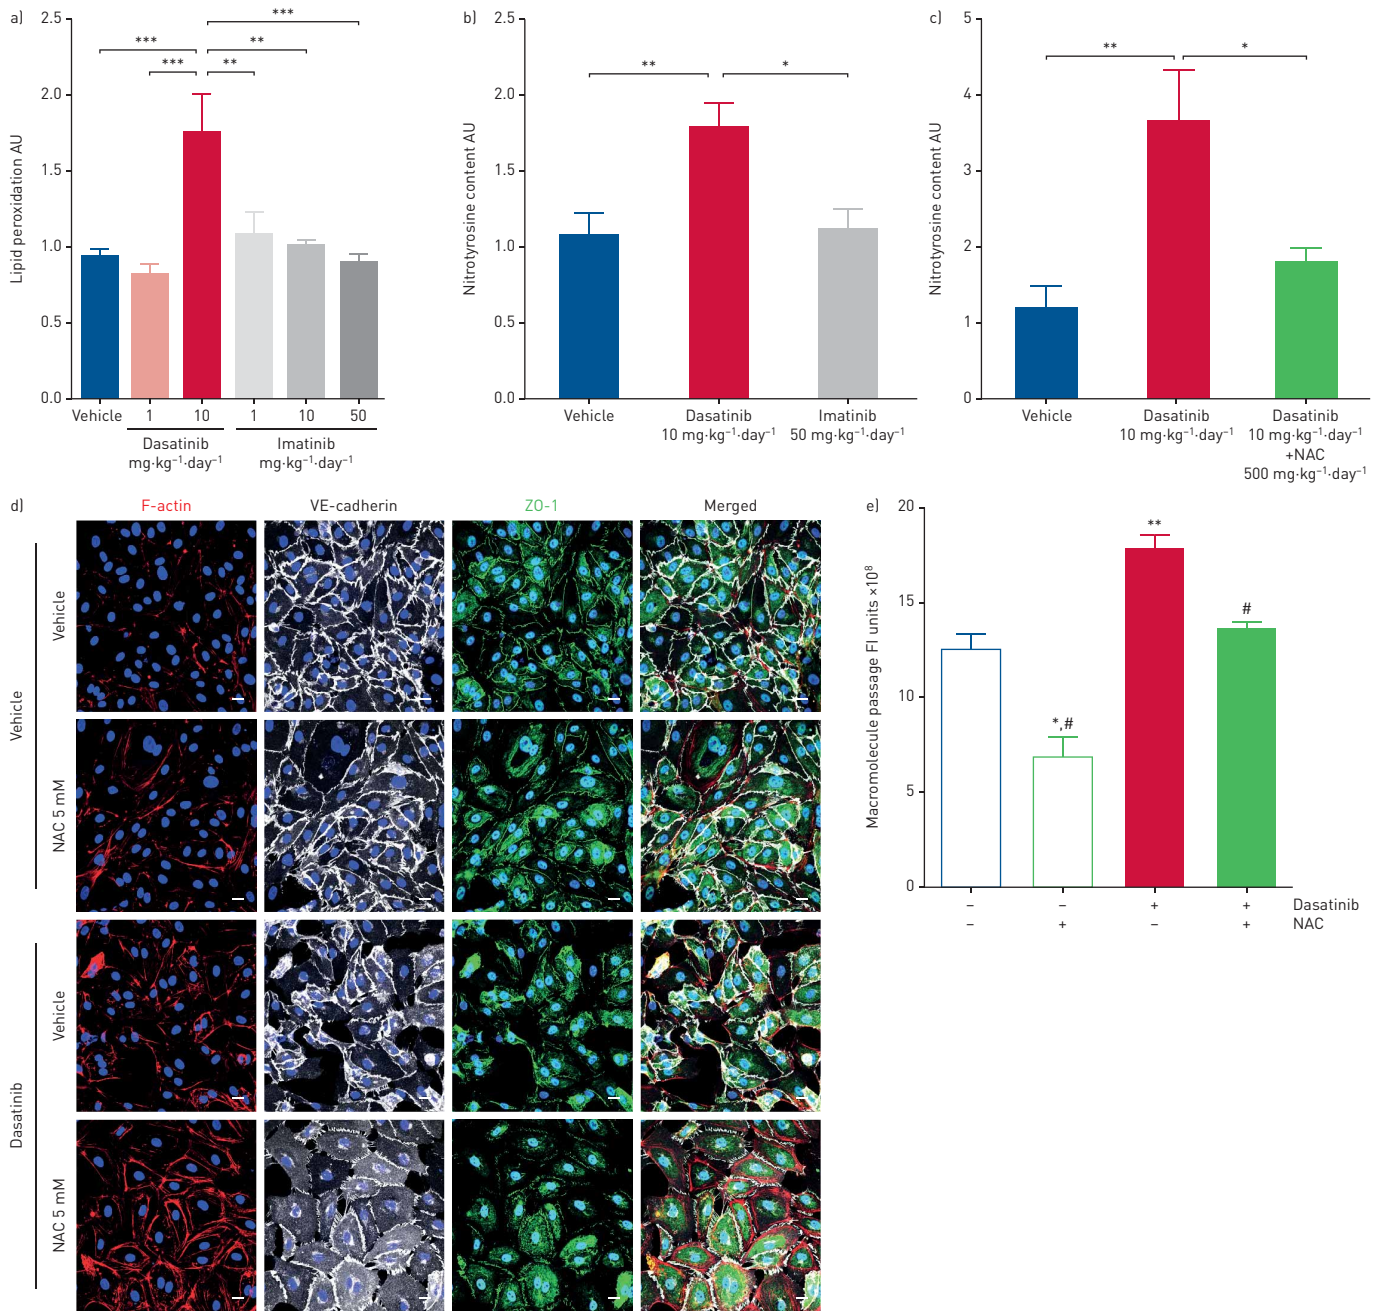 a)
2.5
2.0
1.5
1.0
0.5
0.0
Lipid peroxidation AU
***
***
**
***
**
Vehicle
1
10
1
10
50
Dasatinib
mg·kg⁻¹·day⁻¹
Imatinib
mg·kg⁻¹·day⁻¹
b)
2.5
2.0
1.5
1.0
0.5
0.0
Nitrotyrosine content AU
**
*
Vehicle
Dasatinib
10 mg·kg⁻¹·day⁻¹
Imatinib
50 mg·kg⁻¹·day⁻¹
c)
5
4
3
2
1
0
Nitrotyrosine content AU
**
*
Vehicle
Dasatinib
10 mg·kg⁻¹·day⁻¹
Dasatinib
10 mg·kg⁻¹·day⁻¹
+NAC
500 mg·kg⁻¹·day⁻¹
d)
F-actin
VE-cadherin
ZO-1
Merged
Vehicle
Vehicle
NAC 5 mM
Dasatinib
Vehicle
NAC 5 mM
e)
20
15
10
5
0
Macromolecule passage FI units ×10⁸
*,#
**
#
– – + + Dasatinib
– + – + NAC